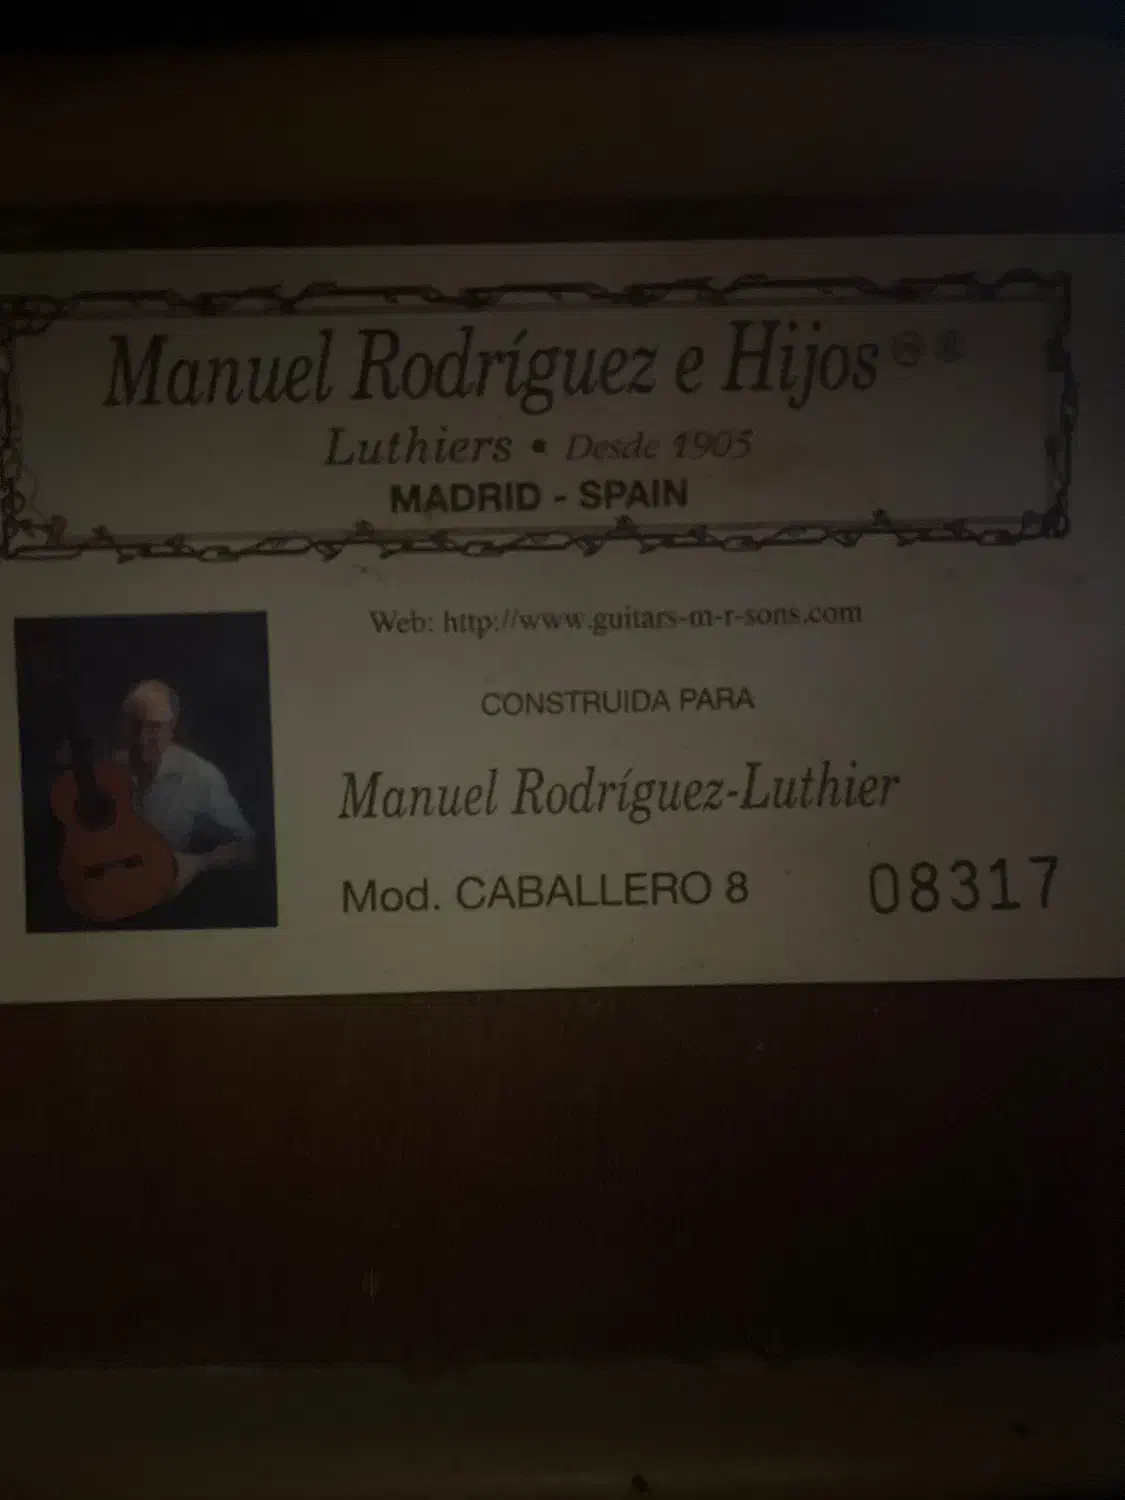 Manuel Rodríguez e Hijos
Luthiers • Desde 1905
MADRID - SPAIN
Web: http://www.guitars-m-r-sons.com
CONSTRUIDA PARA
Manuel Rodríguez-Luthier
Mod. CABALLERO 8 08317